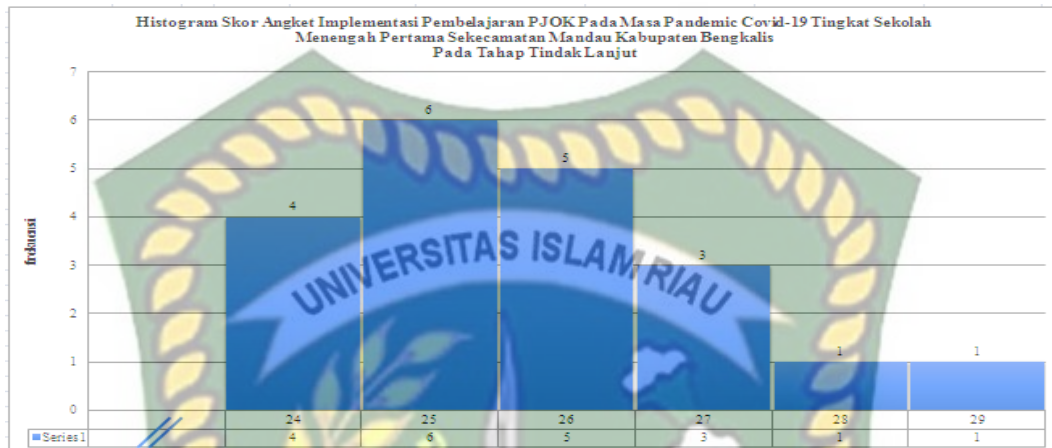 Histogram Skor Angket Implementasi Pembelajaran PJOK Pada Masa Pandemic Covid-19 Tingkat Sekolah
Menengah Pertama Sekecamatan Mandau Kabupaten Bengkalis
Pada Tahap Tindak Lanjut
7
6
5
4
3
2
1
0
frekuensi
4
6
5
3
1
1
UNIVERSITAS ISLAM RIAU
24 25 26 27 28 29
Series1 4 6 5 3 1 1